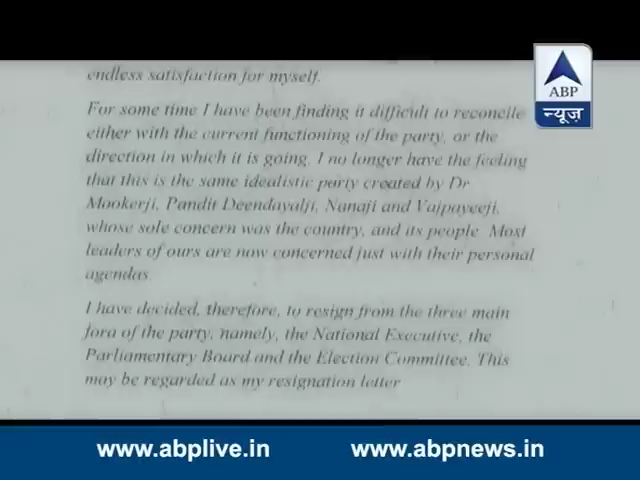 endless satisfaction for myself.
ABP
न्यूज़
For some time I have been finding it difficult to reconcile
either with the current functioning of the party, or the
direction in which it is going. I no longer have the feeling
that this is the same idealistic party created by Dr
Mookerji, Pandit Deendayalji, Nanaji and Vajpayeeji,
whose sole concern was the country, and its people. Most
leaders of ours are now concerned just with their personal
agendas.
I have decided, therefore, to resign from the three main
fora of the party, namely, the National Executive, the
Parliamentary Board and the Election Committee. This
may be regarded as my resignation letter
www.abplive.in
www.abpnews.in